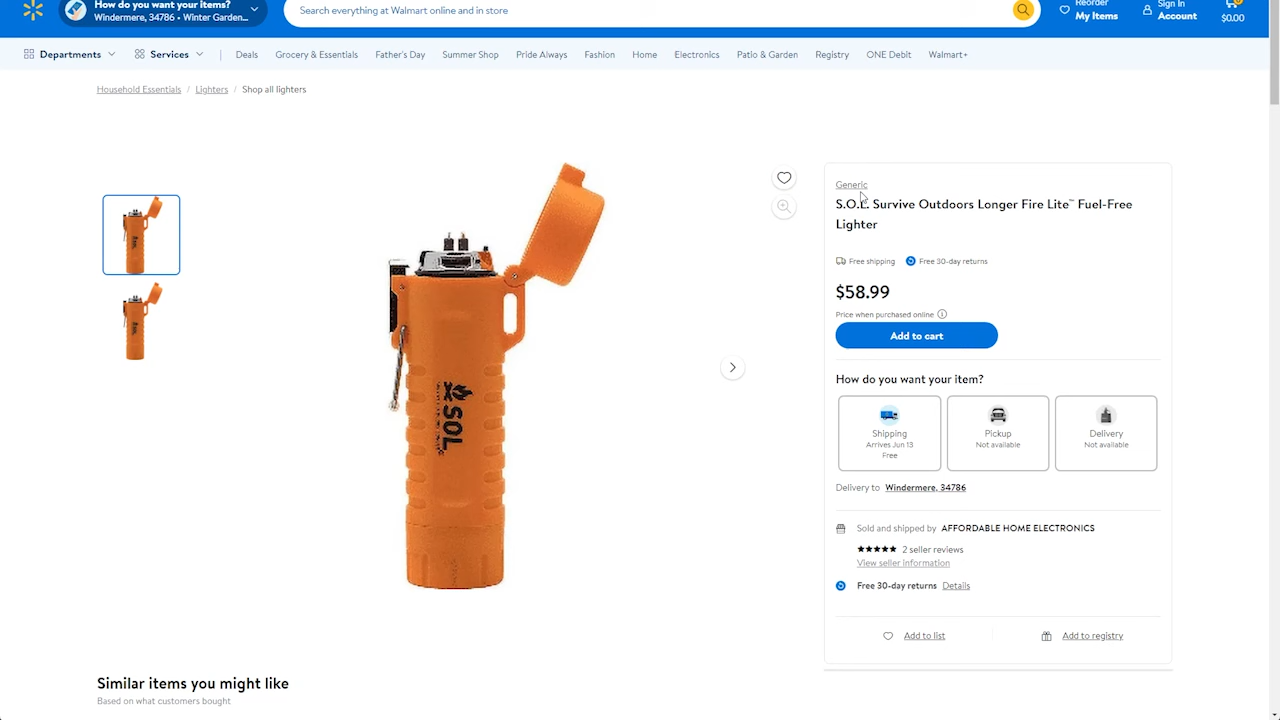 How do you want your items?
Windermere, 34786 • Winter Garden...
Search everything at Walmart online and in store
Reorder
My Items
Sign In
Account
$0.00
Departments
Services
Deals
Grocery & Essentials
Father's Day
Summer Shop
Pride Always
Fashion
Home
Electronics
Patio & Garden
Registry
ONE Debit
Walmart+
Household Essentials / Lighters / Shop all lighters
Generic
S.O.L. Survive Outdoors Longer Fire Lite™ Fuel-Free
Lighter
Free shipping
Free 30-day returns
$58.99
Price when purchased online
Add to cart
How do you want your item?
Shipping
Arrives Jun 13
Free
Pickup
Not available
Delivery
Not available
Delivery to Windermere, 34786
Sold and shipped by AFFORDABLE HOME ELECTRONICS
2 seller reviews
View seller information
Free 30-day returns Details
Add to list
Add to registry
SOL
Similar items you might like
Based on what customers bought